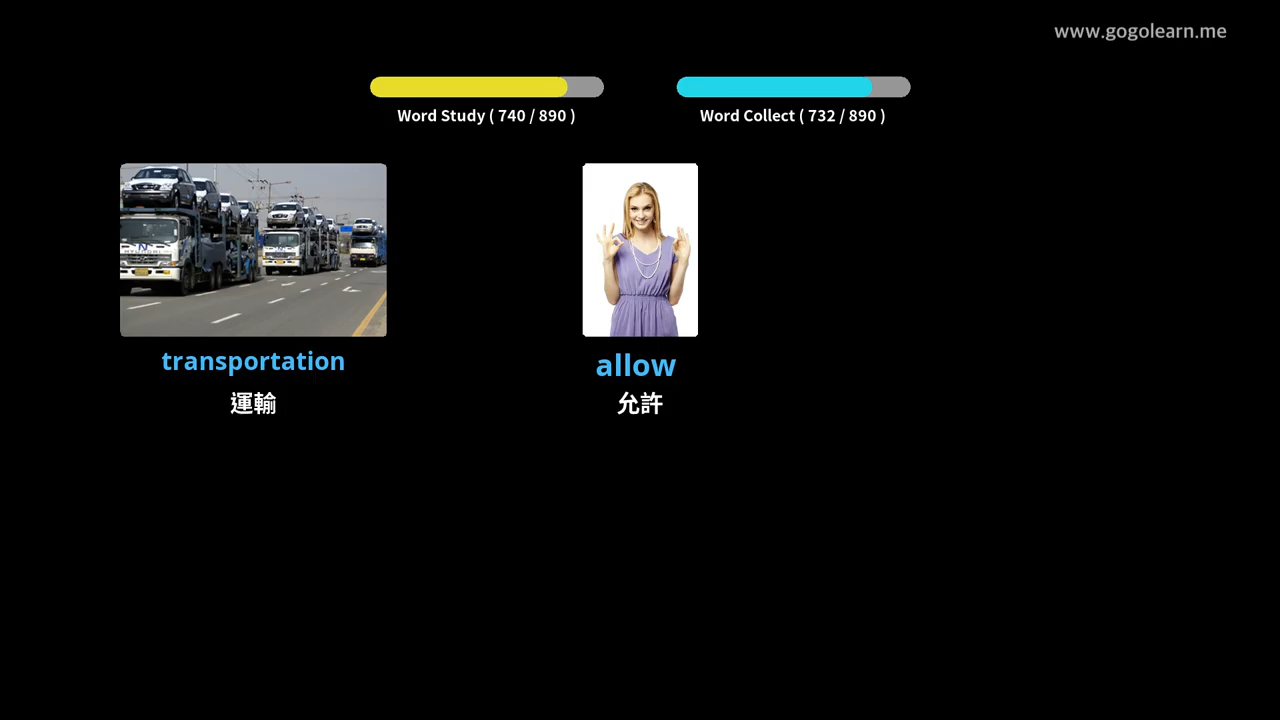 www.gogolearn.me
Word Study ( 740 / 890 )
Word Collect ( 732 / 890 )
transportation
運輸
allow
允許